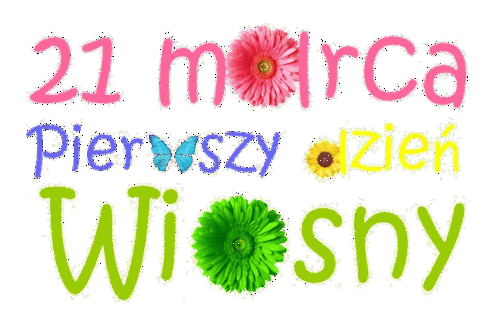 21 marca
Pierwszy dzień
Wiosny